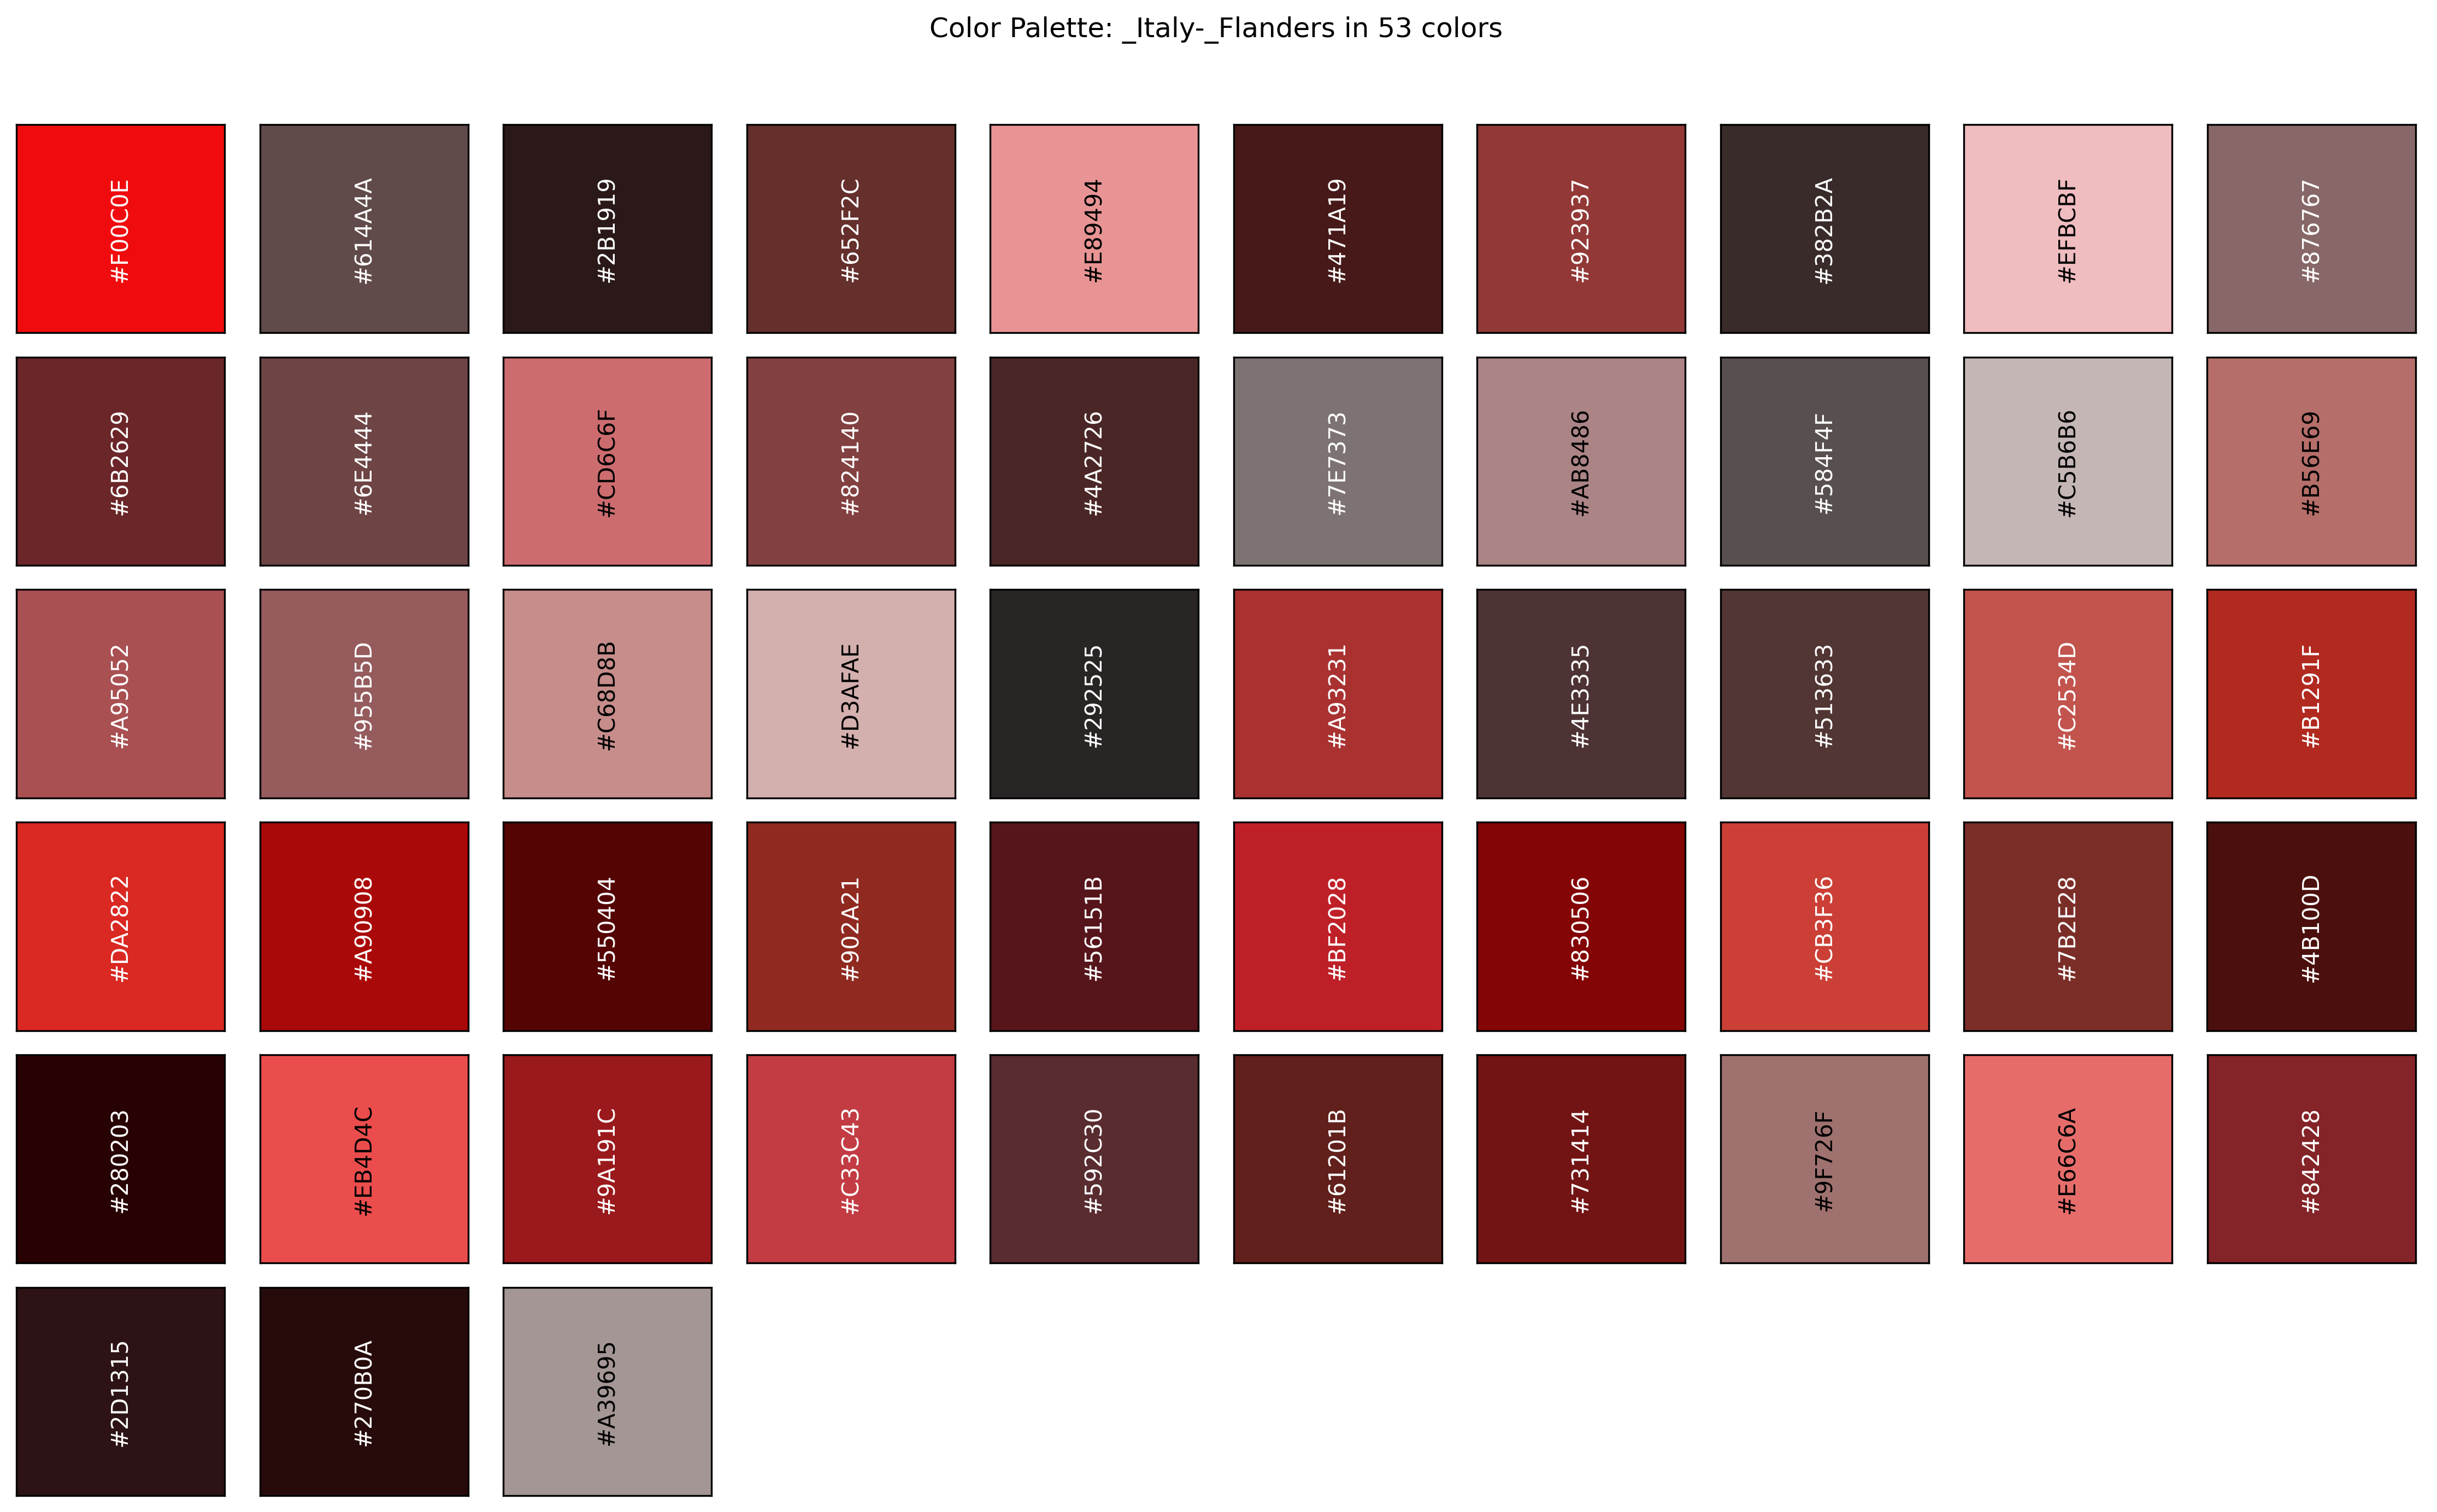 Color Palette: _Italy-_Flanders in 53 colors
#F00C0E
#614A4A
#2B1919
#652F2C
#E89494
#471A19
#923937
#382B2A
#EFBCBF
#876767
#6B2629
#6E4444
#CD6C6F
#824140
#4A2726
#7E7373
#AB8486
#584F4F
#C5B6B6
#B56E69
#A95052
#955B5D
#C68D8B
#D3AFAE
#292525
#A93231
#4E3335
#513633
#C2534D
#B1291F
#DA2822
#A90908
#550404
#902A21
#56151B
#BF2028
#830506
#CB3F36
#7B2E28
#4B100D
#280203
#EB4D4C
#9A191C
#C33C43
#592C30
#61201B
#731414
#9F726F
#E66C6A
#842428
#2D1315
#270B0A
#A39695